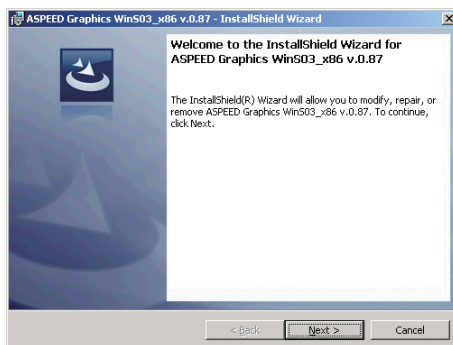 ASPEED Graphics WinS03_x86 v.0.87 - InstallShield Wizard
Welcome to the InstallShield Wizard for
ASPEED Graphics WinS03_x86 v.0.87
The InstallShield(R) Wizard will allow you to modify, repair, or
remove ASPEED Graphics WinS03_x86 v.0.87. To continue,
click Next.
< Back Next > Cancel